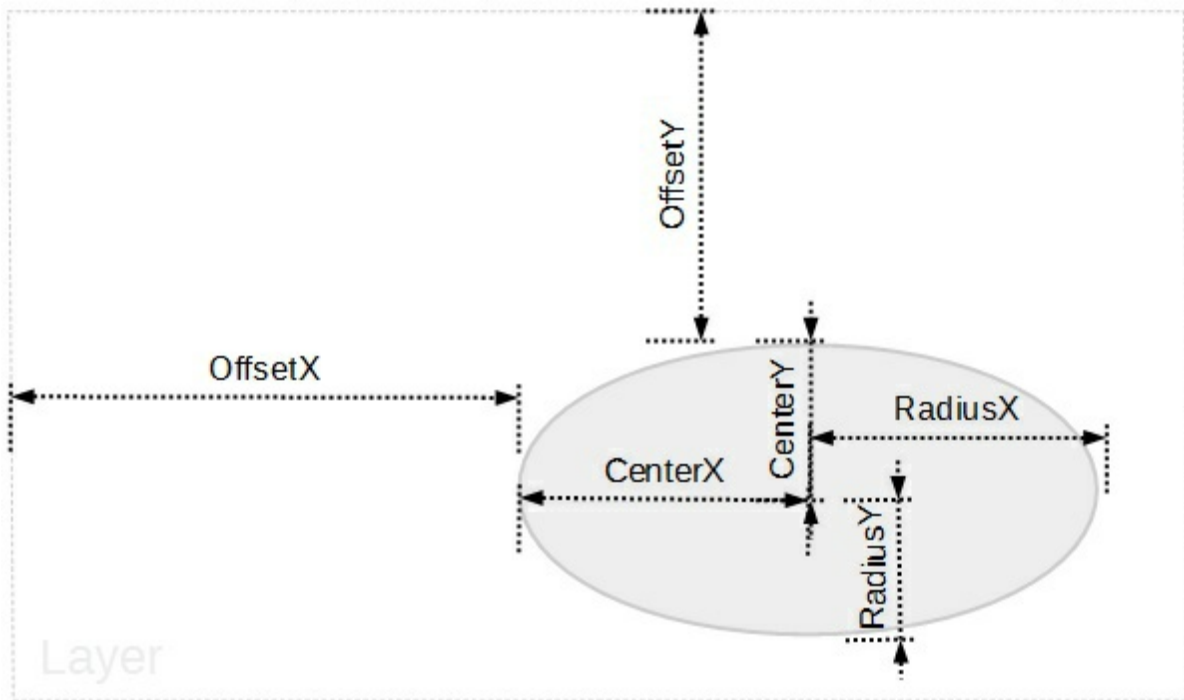 OffsetY
OffsetX
CenterY
RadiusX
CenterX
RadiusY
Layer